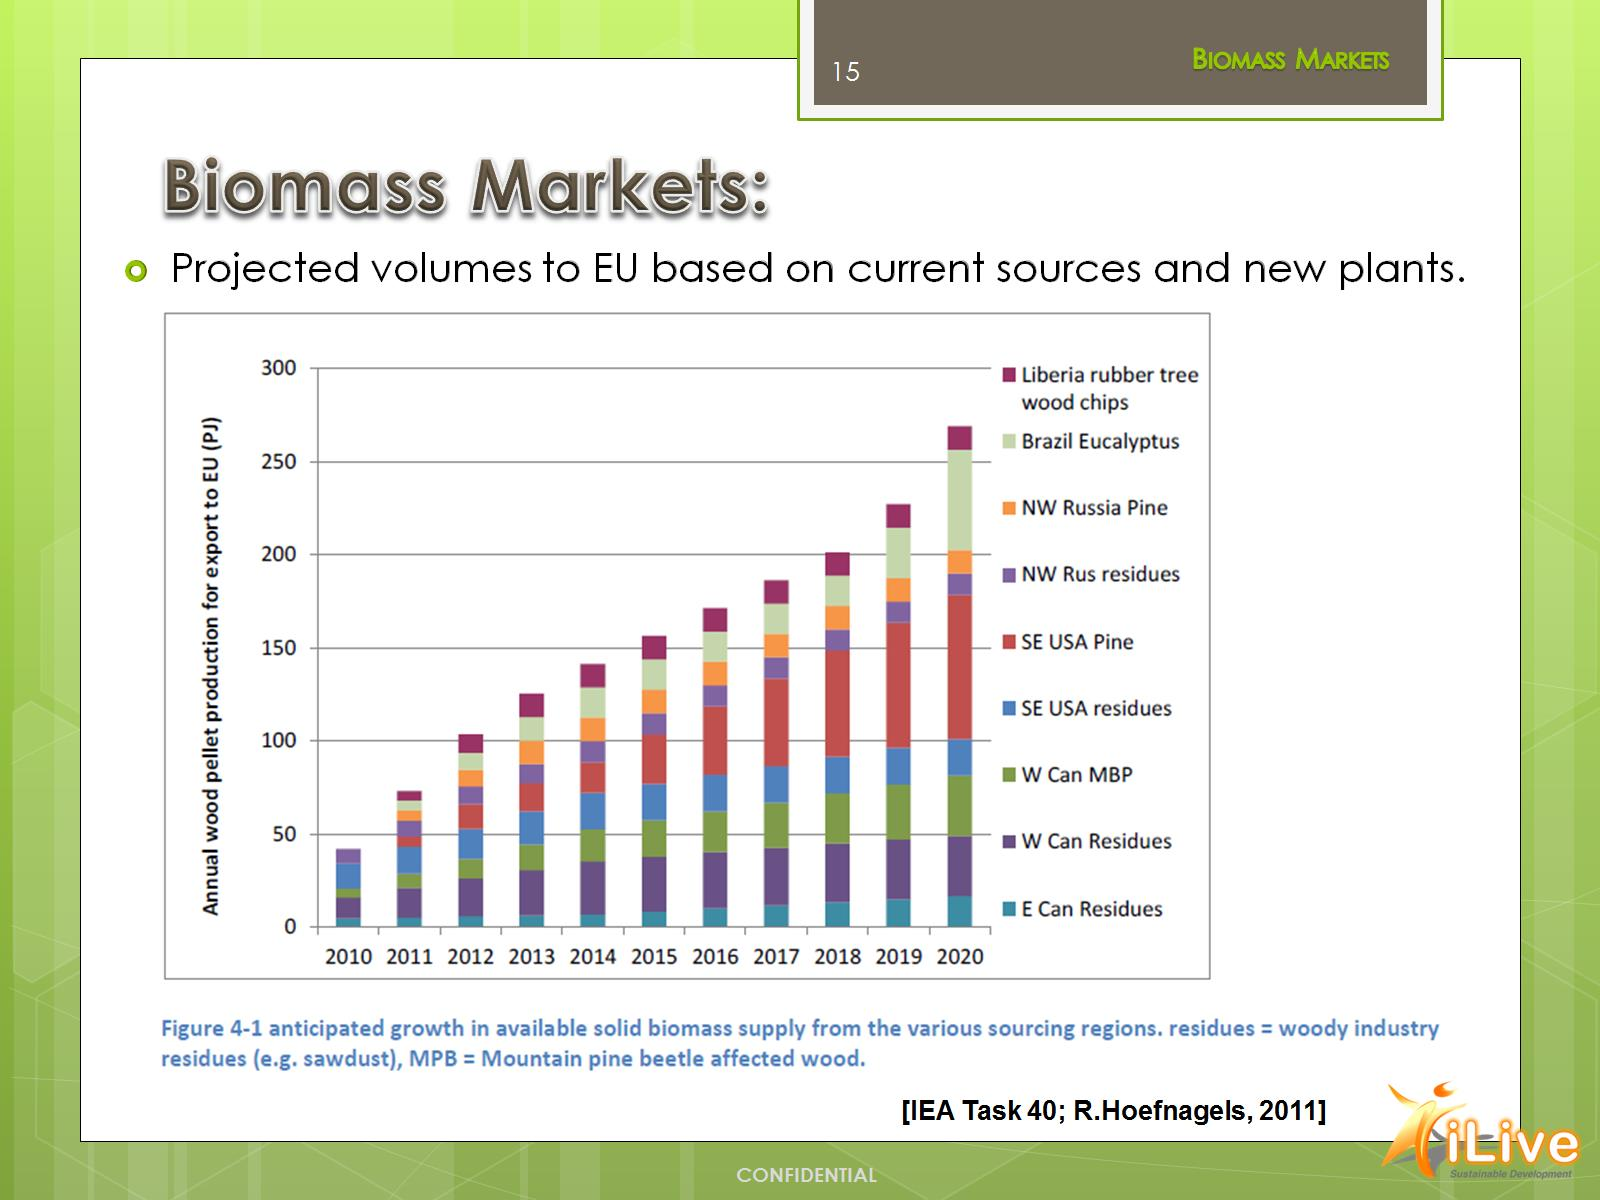 15
BIOMASS MARKETS
Biomass Markets:
Projected volumes to EU based on current sources and new plants.
Annual wood pellet production for export to EU (PJ)
300
250
200
150
100
50
0
2010 2011 2012 2013 2014 2015 2016 2017 2018 2019 2020
Liberia rubber tree
wood chips
Brazil Eucalyptus
NW Russia Pine
NW Rus residues
SE USA Pine
SE USA residues
W Can MBP
W Can Residues
E Can Residues
Figure 4-1 anticipated growth in available solid biomass supply from the various sourcing regions. residues = woody industry
residues (e.g. sawdust), MPB = Mountain pine beetle affected wood.
[IEA Task 40; R.Hoefnagels, 2011]
iLive
Sustainable Development
CONFIDENTIAL